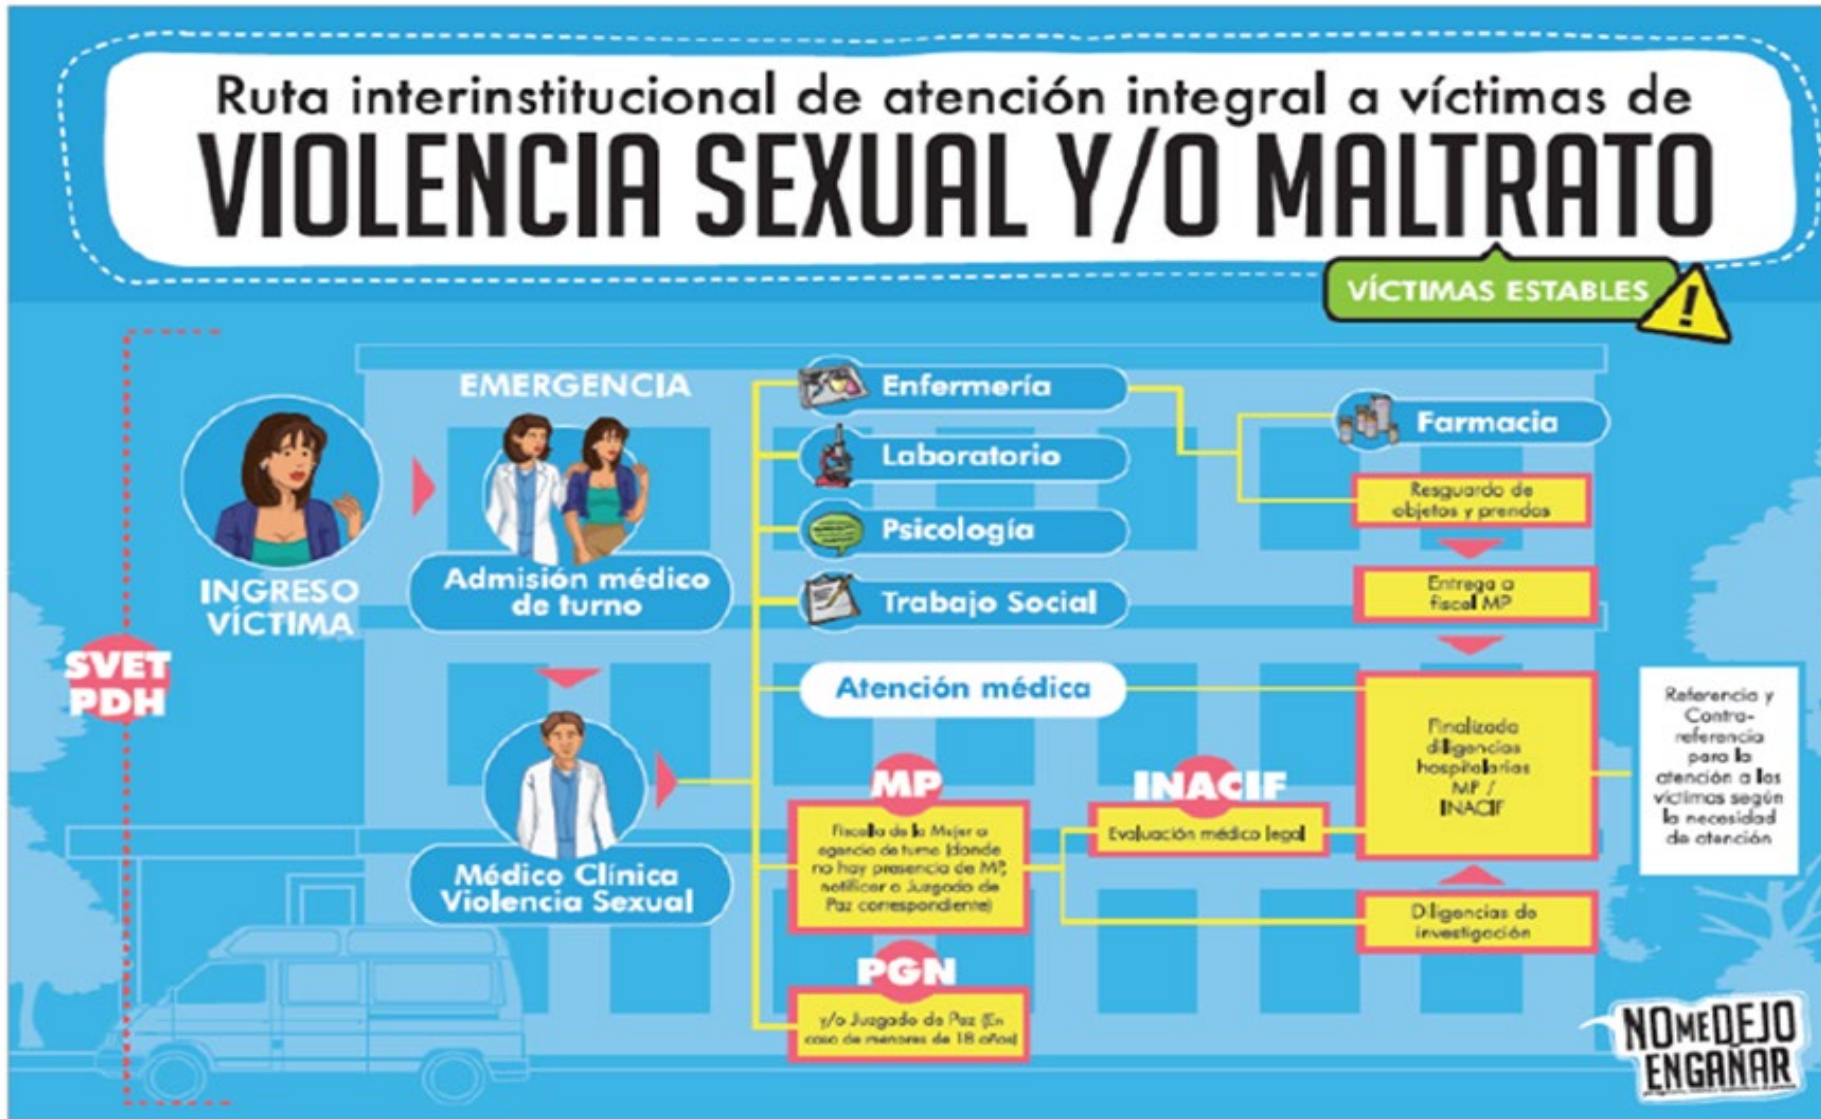 Ruta interinstitucional de atención integral a víctimas de
VIOLENCIA SEXUAL Y/O MALTRATO
VÍCTIMAS ESTABLES
!
SVET
PDH
INGRESO
VÍCTIMA
EMERGENCIA
Admisión médico
de turno
Médico Clínica
Violencia Sexual
Enfermería
Laboratorio
Psicología
Trabajo Social
Atención médica
MP
Fiscalía de la Mujer o
agencia de turno (donde
no hay presencia de MP,
notificar a Juzgado de
Paz correspondiente)
PGN
y/o Juzgado de Paz (En
caso de menores de 18 años)
INACIF
Evaluación médico legal
Farmacia
Resguardo de
objetos y prendas
Entrega a
fiscal MP
Finalizada
diligencias
hospitalarias
MP /
INACIF
Diligencias de
investigación
Referencia y
Contra-
referencia
para la
atención a las
víctimas según
la necesidad
de atención
NO ME DEJO
ENGAÑAR